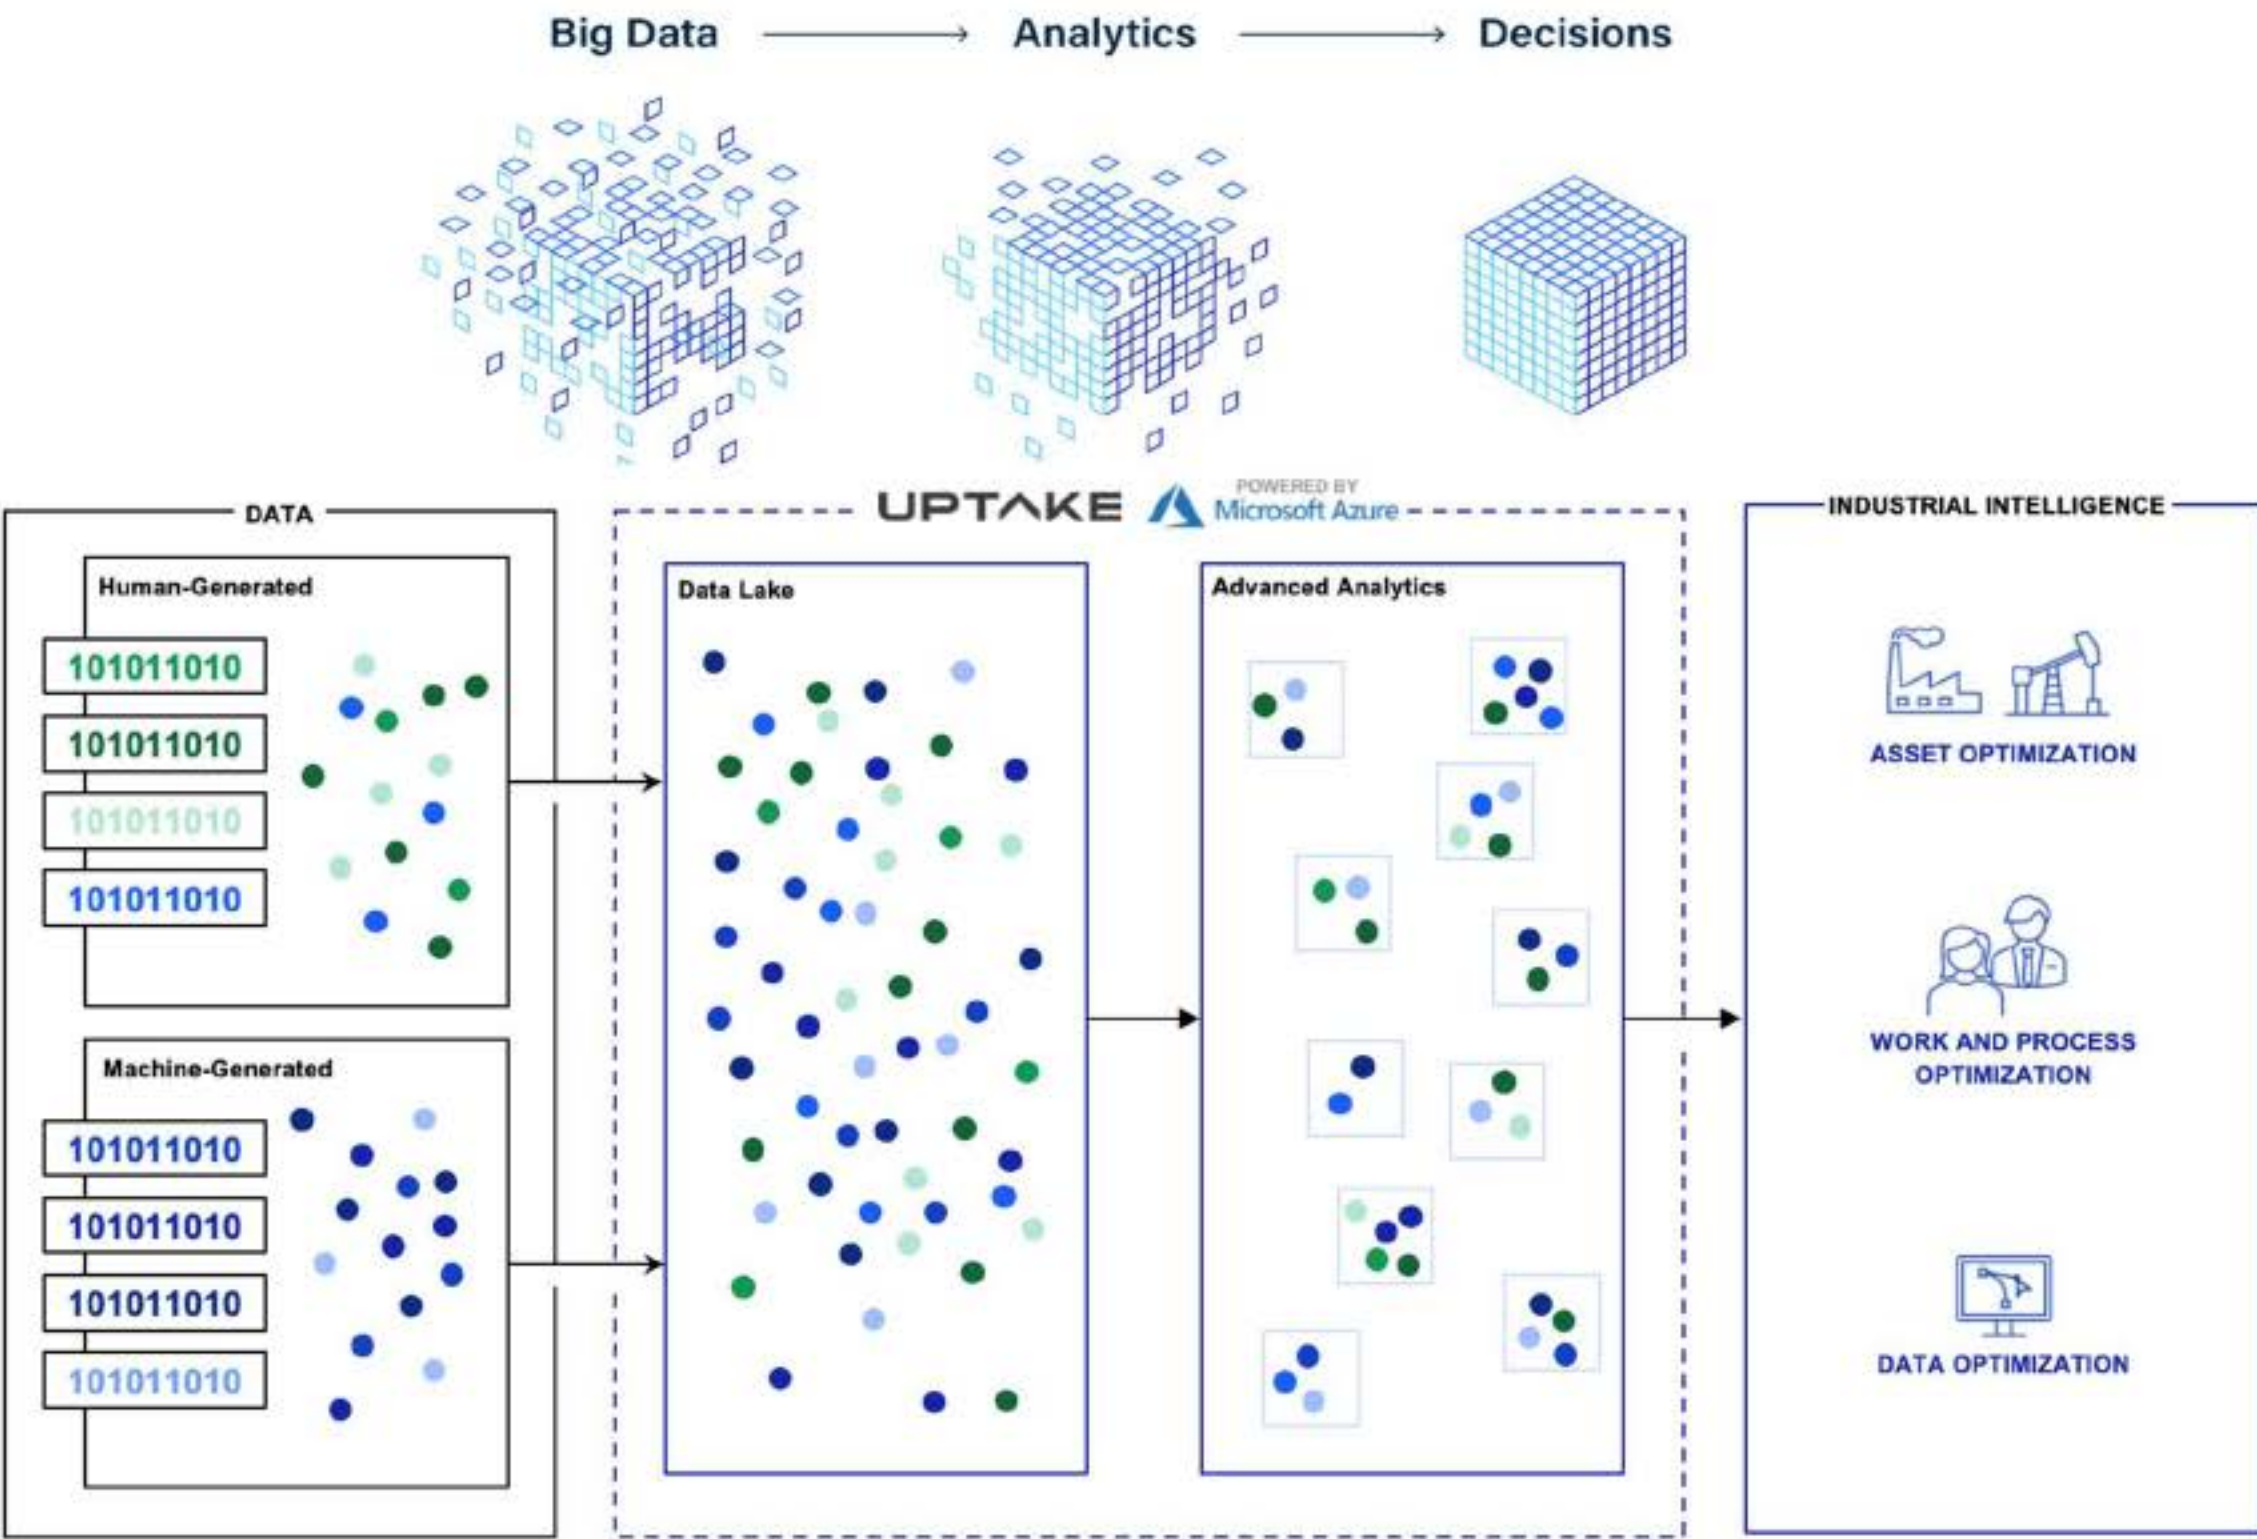 Big Data Analytics Decisions
DATA
Human-Generated
101011010
101011010
101011010
101011010
Machine-Generated
101011010
101011010
101011010
101011010
UPTAKE POWERED BY
Microsoft Azure
Data Lake
Advanced Analytics
INDUSTRIAL INTELLIGENCE
ASSET OPTIMIZATION
WORK AND PROCESS
OPTIMIZATION
DATA OPTIMIZATION